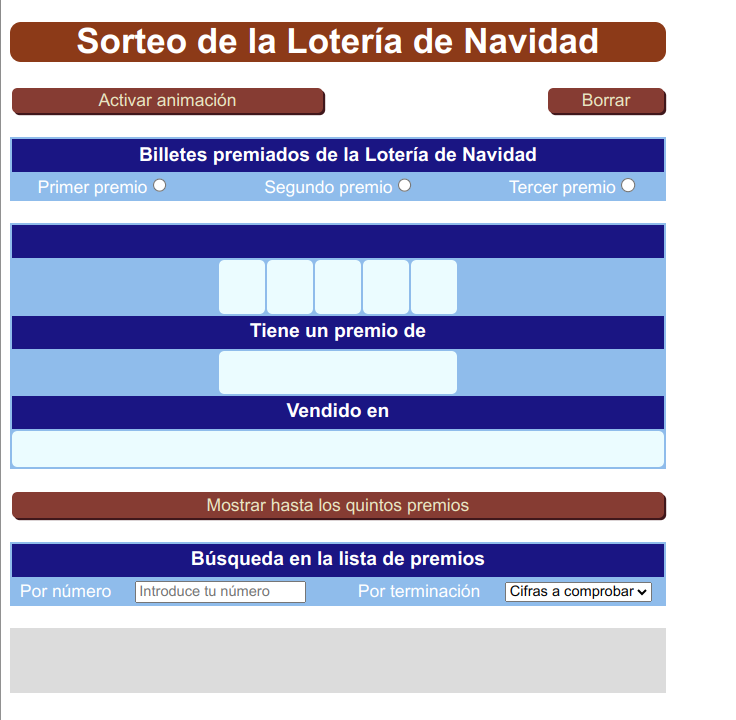 Sorteo de la Lotería de Navidad
Activar animación Borrar
Billetes premiados de la Lotería de Navidad
Primer premio Segundo premio Tercer premio
Tiene un premio de
Vendido en
Mostrar hasta los quintos premios
Búsqueda en la lista de premios
Por número Introduce tu número Por terminación Cifras a comprobar